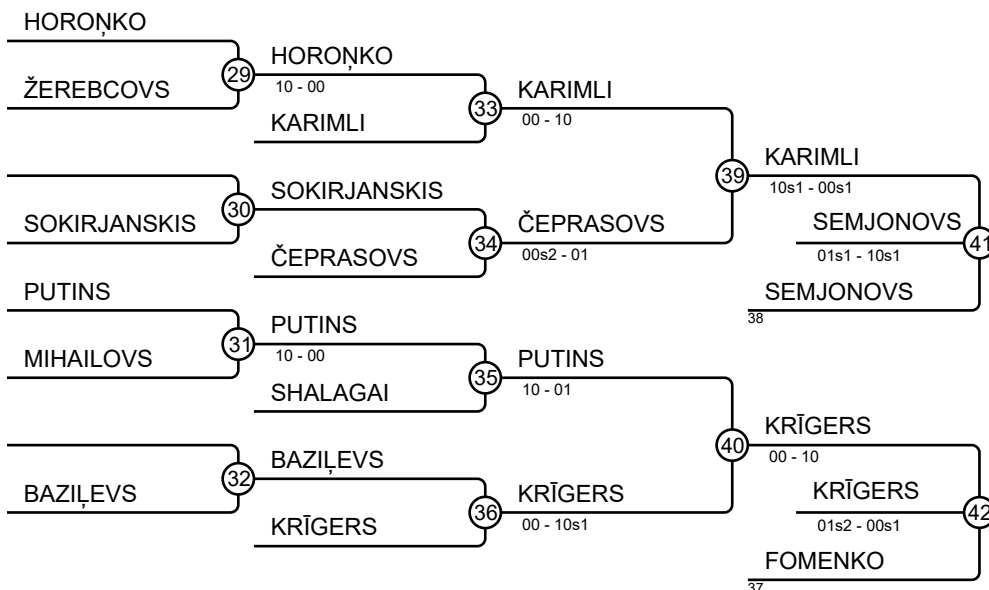 HOROŅKO
29
ŽEREBCOVS
HOROŅKO
10 - 00
33
KARIMLI
KARIMLI
00 - 10
39
30
SOKIRJANSKIS
SOKIRJANSKIS
34
ČEPRASOVS
ČEPRASOVS
00s2 - 01
KARIMLI
10s1 - 00s1
SEMJONOVS
01s1 - 10s1
41
SEMJONOVS
38
PUTINS
31
MIHAILOVS
PUTINS
10 - 00
35
SHALAGAI
PUTINS
10 - 01
40
32
BAZIĻEVS
BAZIĻEVS
36
KRĪGERS
KRĪGERS
00 - 10s1
KRĪGERS
00 - 10
KRĪGERS
01s2 - 00s1
42
FOMENKO
37